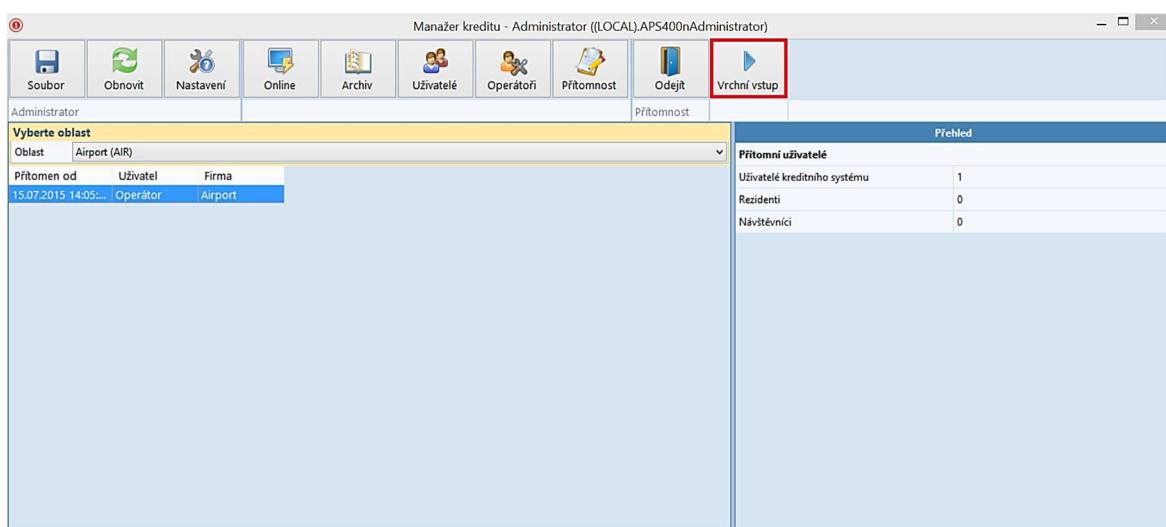 Manažer kreditu - Administrator ((LOCAL).APS400nAdministrator)
Soubor Obnovit Nastavení Online Archiv Uživatelé Operátoři Přítomnost Odejít Vrchní vstup
Administrator Přítomnost
Vyberte oblast
Oblast Airport (AIR)
Přítomen od Uživatel Firma
15.07.2015 14:05:... Operátor Airport
Přehled
Přítomní uživatelé
Uživatelé kreditního systému 1
Rezidenti 0
Návštěvníci 0